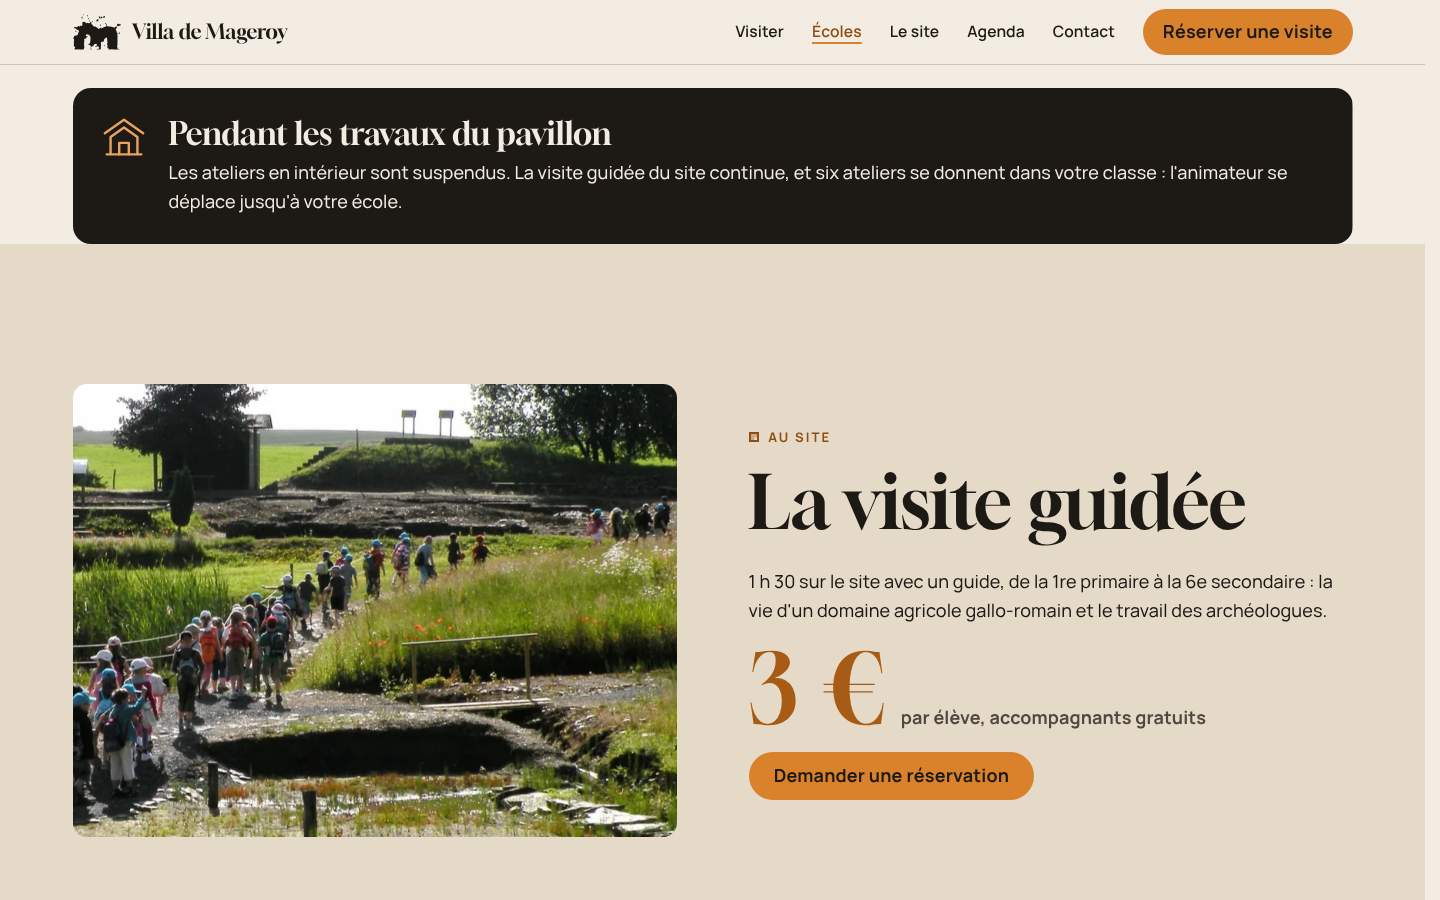 Villa de Mageroy
Visiter
Écoles
Le site
Agenda
Contact
Réserver une visite
Pendant les travaux du pavillon
Les ateliers en intérieur sont suspendus. La visite guidée du site continue, et six ateliers se donnent dans votre classe : l'animateur se
déplace jusqu'à votre école.
AU SITE
La visite guidée
1 h 30 sur le site avec un guide, de la 1re primaire à la 6e secondaire : la
vie d'un domaine agricole gallo-romain et le travail des archéologues.
3 € par élève, accompagnants gratuits
Demander une réservation